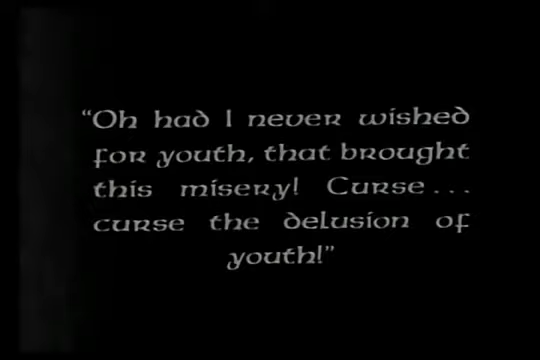 “Oh had I never wished
for youth, that brought
this misery! Curse...
curse the delusion of
youth!”